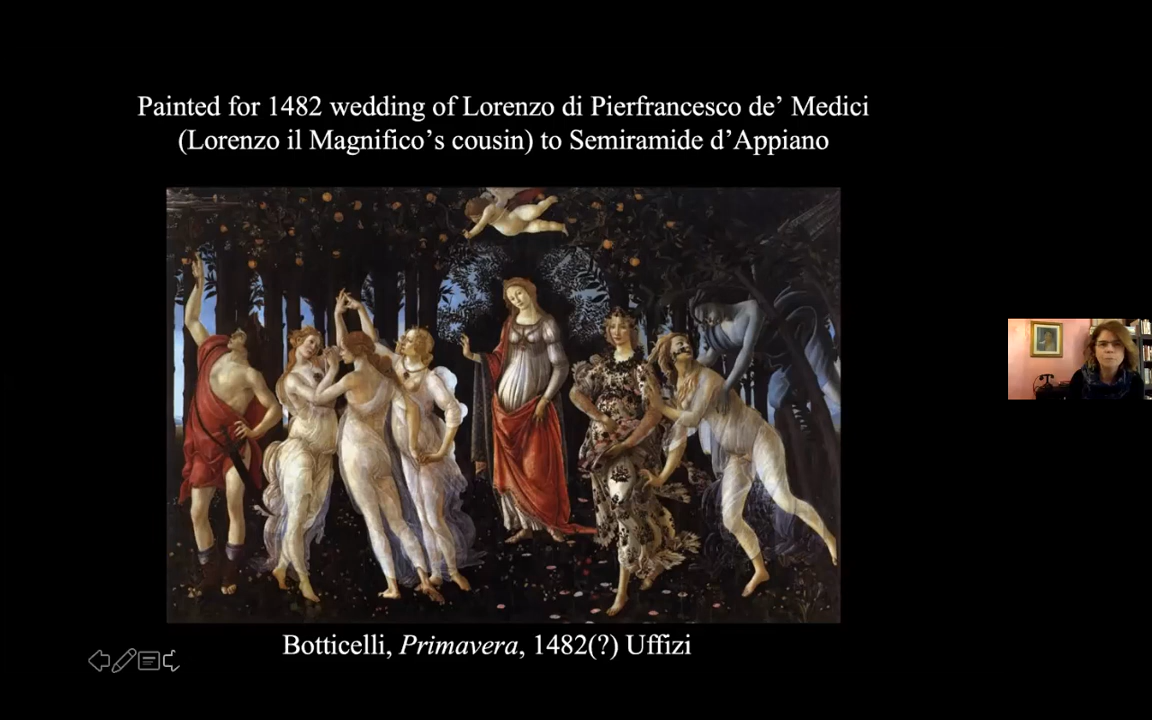 Painted for 1482 wedding of Lorenzo di Pierfrancesco de’ Medici
(Lorenzo il Magnifico’s cousin) to Semiramide d’Appiano
Botticelli, Primavera, 1482(?) Uffizi